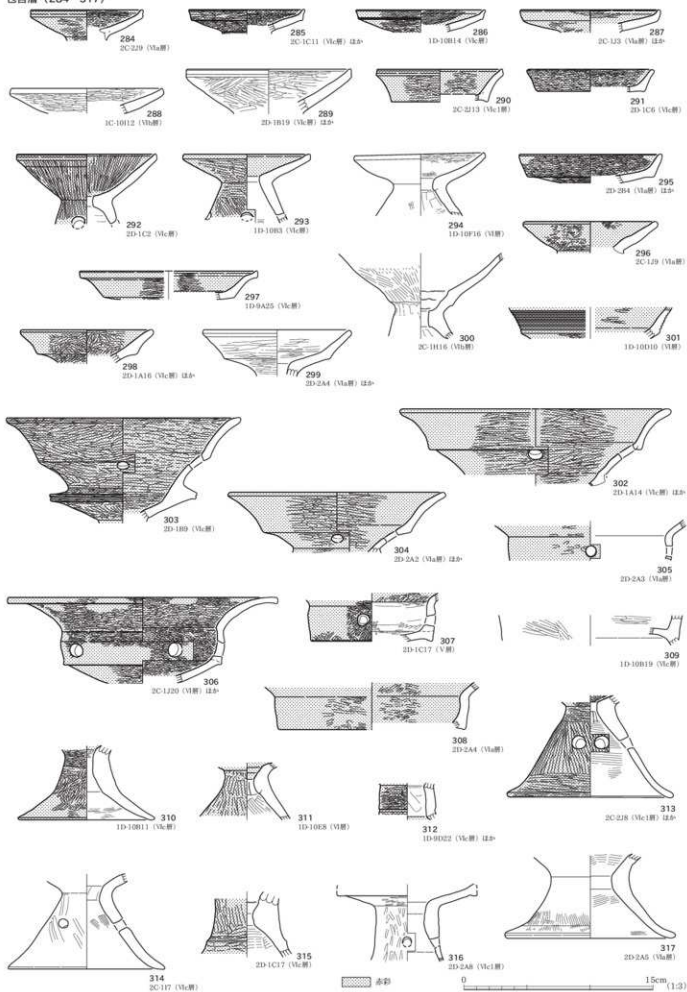 包含層（284~317）
284
2C-2J9（Ⅵa層）
285
2C-1C11（Ⅵc層）ほか
286
1D-10B14（Ⅵc層）ほか
287
2C-1J3（Ⅵa層）ほか
288
1C-10I12（Ⅵb層）
289
2D-1B19（Ⅵc層）ほか
290
2C-2J13（Ⅵc1層）
291
2D-1C6（Ⅵc層）
292
2D-1C2（Ⅵc層）
293
1D-10B3（Ⅵc層）
294
1D-10F16（Ⅵ層）
295
2D-2B4（Ⅵa層）ほか
296
2C-1J9（Ⅵa層）
297
1D-9A25（Ⅵc層）
298
2D-1A16（Ⅵc層）ほか
299
2D-2A4（Ⅵa層）ほか
300
2C-1H16（Ⅵb層）
301
1D-10D10（Ⅵ層）
302
2D-1A14（Ⅵc層）ほか
303
2D-1B9（Ⅵc層）
304
2D-2A2（Ⅵa層）ほか
305
2D-2A3（Ⅵa層）
306
2C-1J20（Ⅵ層）ほか
307
2D-1C17（Ⅴ層）
308
2D-2A4（Ⅵa層）
309
1D-10B19（Ⅵc層）
310
1D-10B11（Ⅵc層）
311
1D-10E8（Ⅵ層）
312
1D-9D22（Ⅵc層）ほか
313
2C-2J8（Ⅵc1層）ほか
314
2C-1I7（Ⅵc層）
315
2D-1C17（Ⅵc層）
316
2D-2A8（Ⅵc1層）
317
2D-2A5（Ⅵa層）
赤彩
0 15cm (1:3)